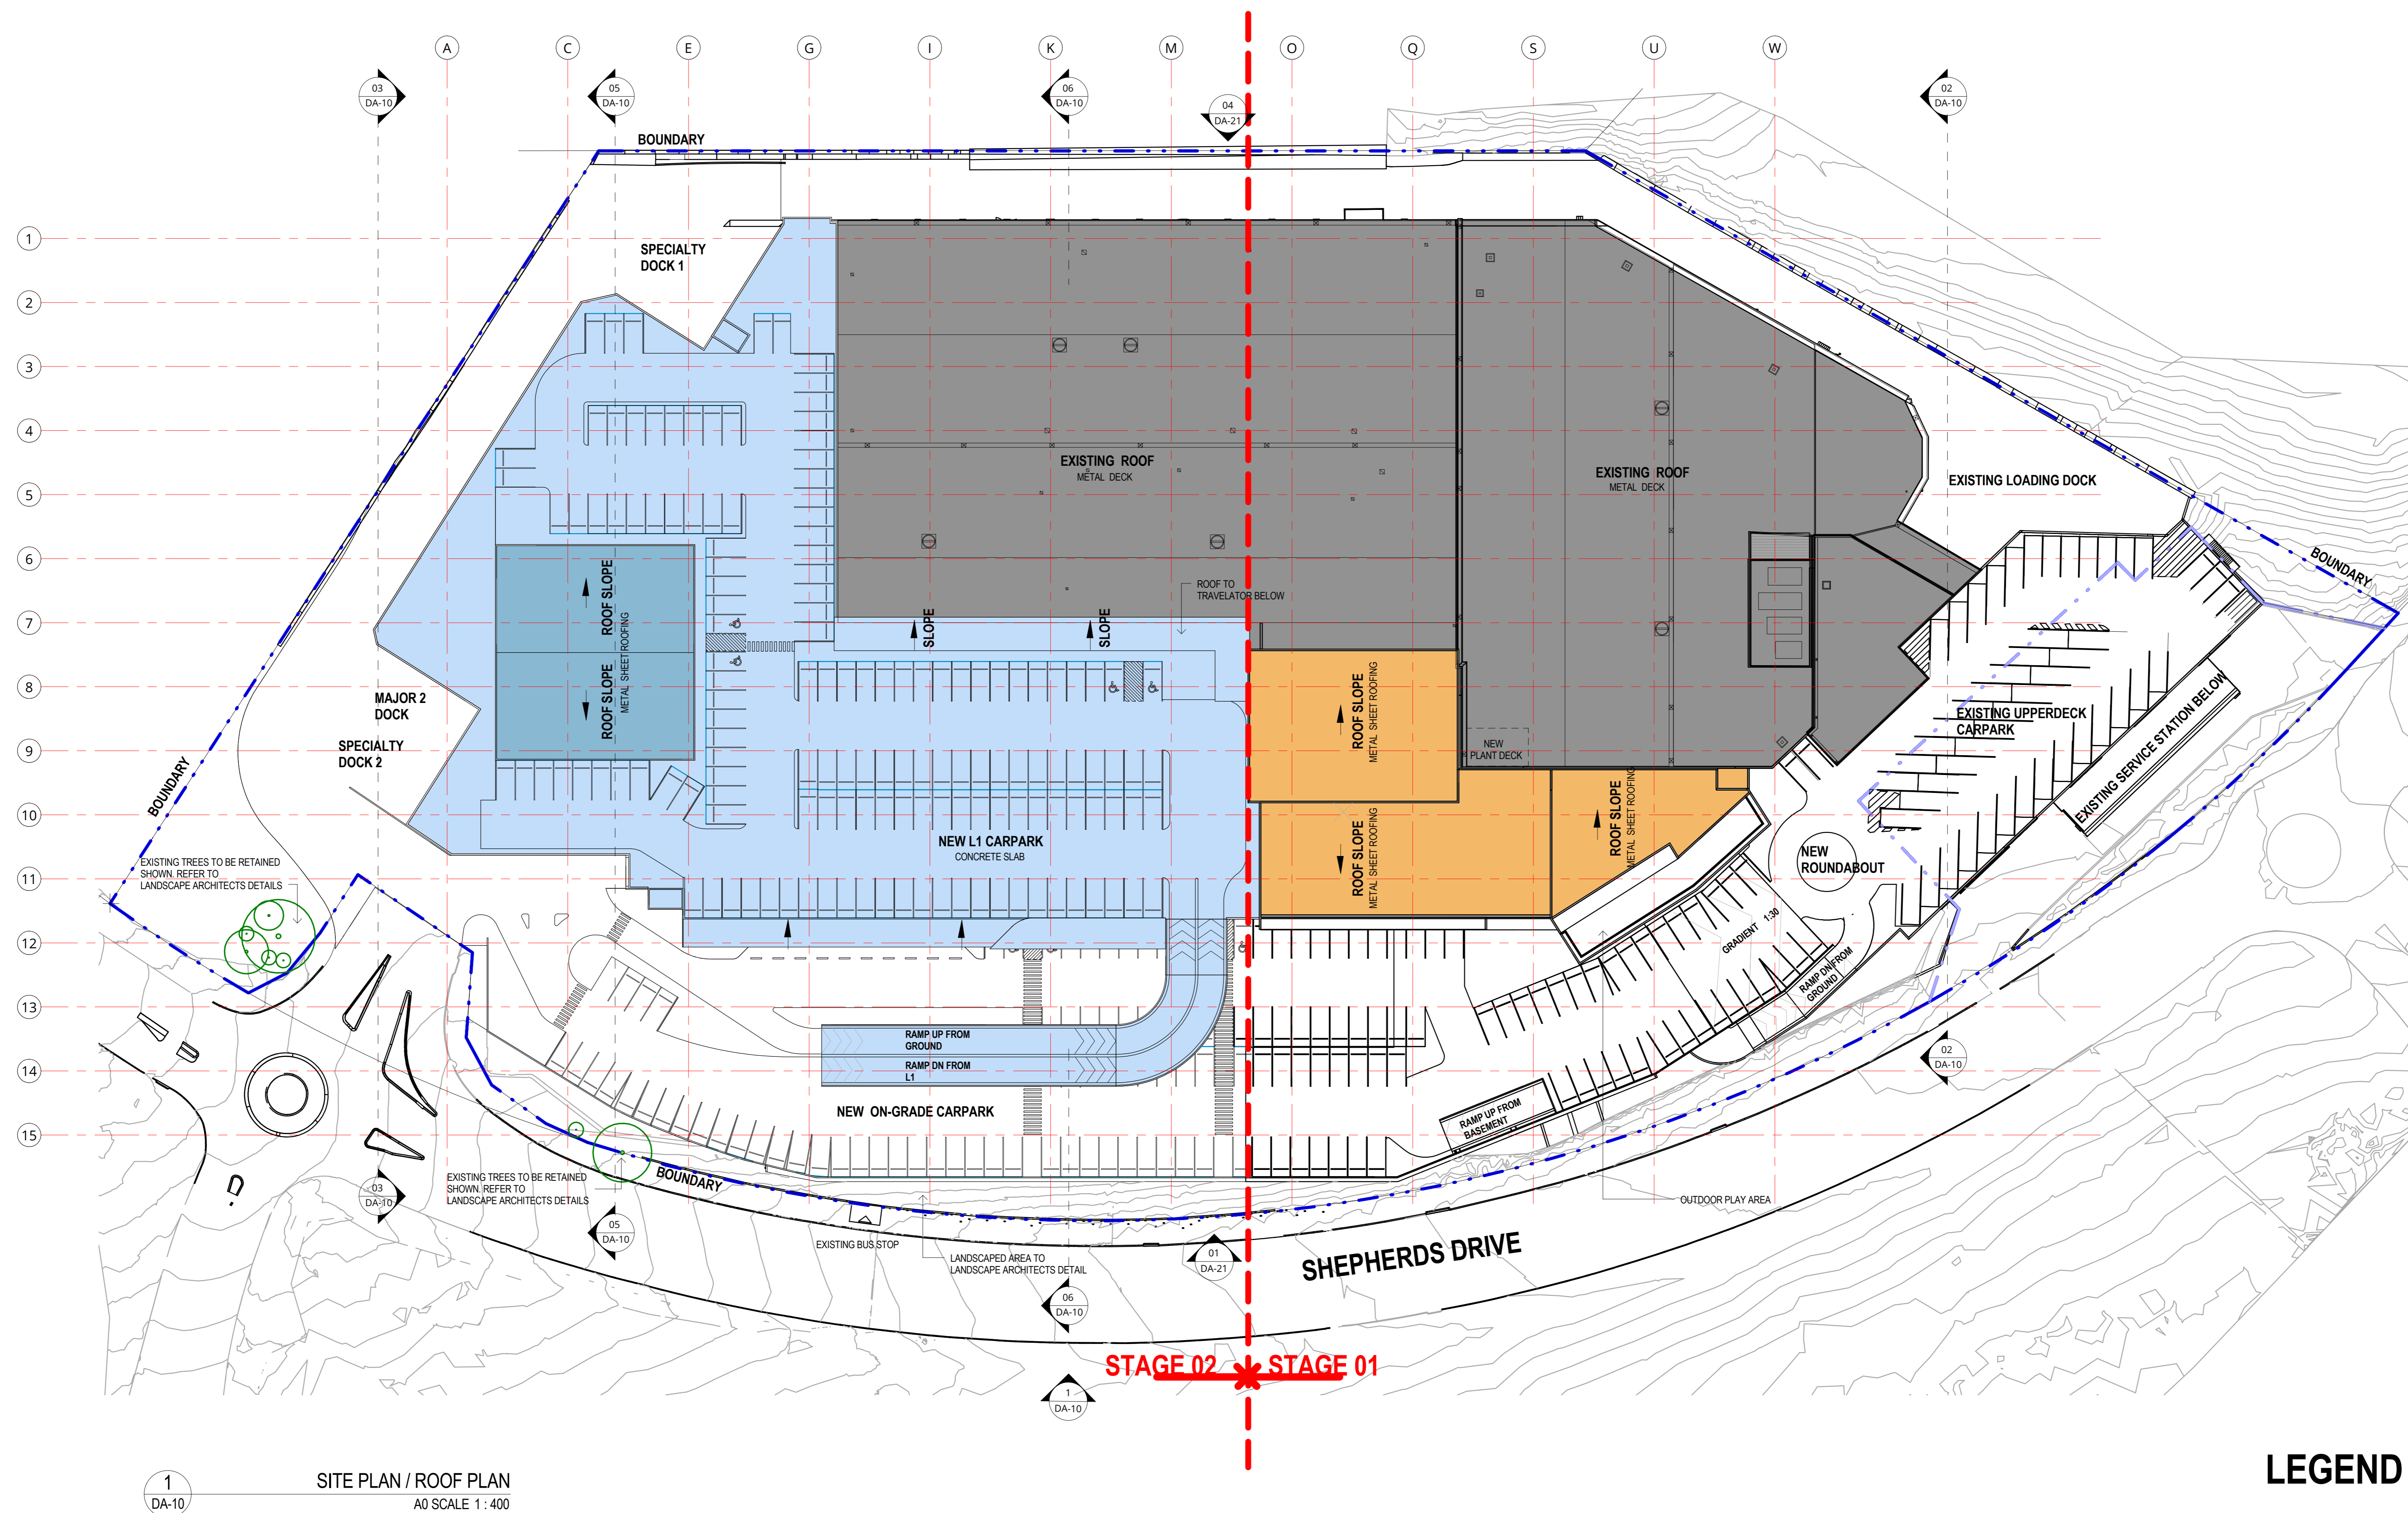 A C E G I K M O Q S U W
03
DA-10
05
DA-10
06
DA-10
04
DA-21
02
DA-10
BOUNDARY
1
2
3
4
5
6
7
8
9
10
11
12
13
14
15
SPECIALTY
DOCK 1
EXISTING ROOF
METAL DECK
EXISTING ROOF
METAL DECK
EXISTING LOADING DOCK
BOUNDARY
ROOF SLOPE
ROOF SLOPE
METAL SHEET ROOFING
ROOF TO
TRAVELATOR BELOW
SLOPE
SLOPE
MAJOR 2
DOCK
SPECIALTY
DOCK 2
BOUNDARY
ROOF SLOPE
METAL SHEET ROOFING
NEW
PLANT DECK
EXISTING UPPERDECK
CARPARK
EXISTING SERVICE STATION BELOW
ROOF SLOPE
METAL SHEET ROOFING
ROOF SLOPE
METAL SHEET ROOFING
NEW L1 CARPARK
CONCRETE SLAB
NEW
ROUNDABOUT
EXISTING TREES TO BE RETAINED
SHOWN. REFER TO
LANDSCAPE ARCHITECTS DETAILS
GRADIENT 1:30
RAMP DN FROM
GROUND
RAMP UP FROM
GROUND
RAMP DN FROM
L1
NEW ON-GRADE CARPARK
RAMP UP FROM
BASEMENT
02
DA-10
EXISTING TREES TO BE RETAINED
SHOWN. REFER TO
LANDSCAPE ARCHITECTS DETAILS
BOUNDARY
OUTDOOR PLAY AREA
03
DA-10
05
DA-10
EXISTING BUS STOP
LANDSCAPED AREA TO
LANDSCAPE ARCHITECTS DETAIL
01
DA-21
SHEPHERDS DRIVE
06
DA-10
STAGE 02
STAGE 01
1
DA-10
LEGEND
1
DA-10
SITE PLAN / ROOF PLAN
A0 SCALE 1 : 400